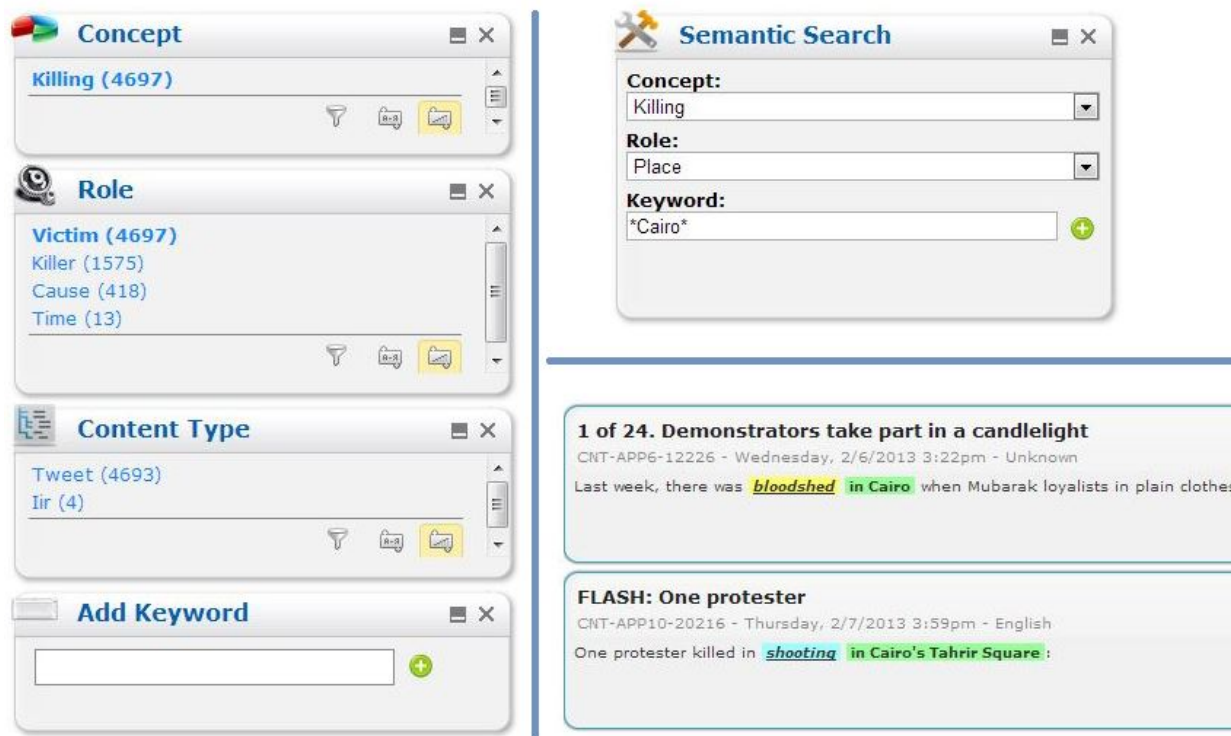 Concept
Killing (4697)
Role
Victim (4697)
Killer (1575)
Cause (418)
Time (13)
Content Type
Tweet (4693)
Iir (4)
Add Keyword
Semantic Search
Concept:
Killing
Role:
Place
Keyword:
*Cairo*
1 of 24. Demonstrators take part in a candlelight
CNT-APP6-12226 - Wednesday, 2/6/2013 3:22pm - Unknown
Last week, there was bloodshed in Cairo when Mubarak loyalists in plain clothes
FLASH: One protester
CNT-APP10-20216 - Thursday, 2/7/2013 3:59pm - English
One protester killed in shooting in Cairo's Tahrir Square :